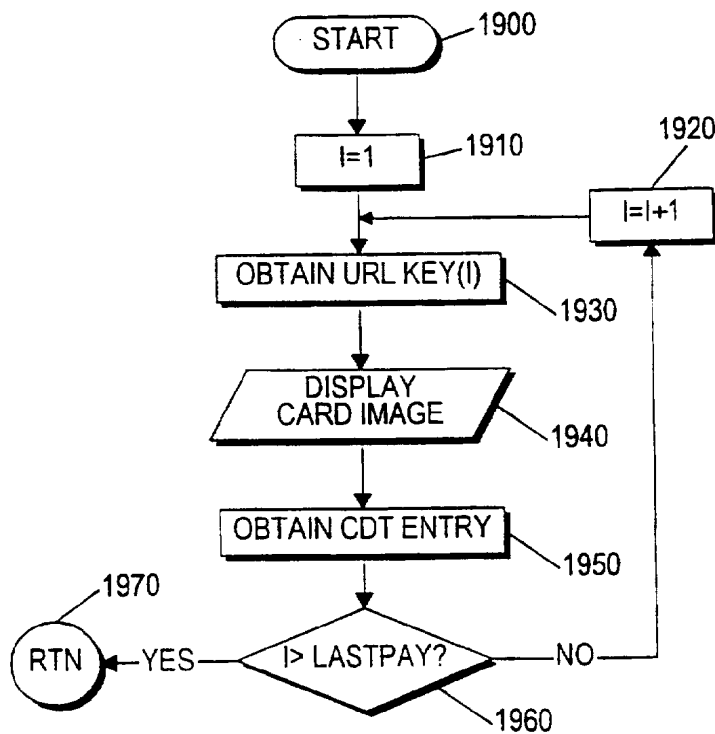 START
1900
I=1
1910
1920
I=I+1
OBTAIN URL KEY(I)
1930
DISPLAY
CARD IMAGE
1940
OBTAIN CDT ENTRY
1950
1970
RTN
YES
I> LASTPAY?
NO
1960